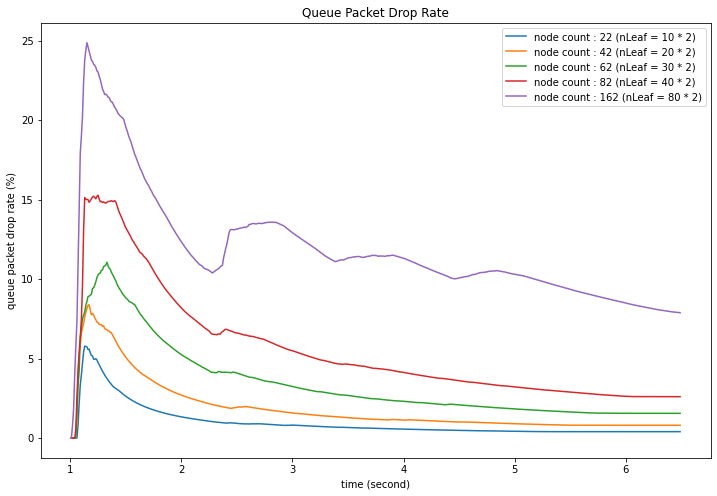 Queue Packet Drop Rate
node count : 22 (nLeaf = 10 * 2)
node count : 42 (nLeaf = 20 * 2)
node count : 62 (nLeaf = 30 * 2)
node count : 82 (nLeaf = 40 * 2)
node count : 162 (nLeaf = 80 * 2)
queue packet drop rate (%)
25
20
15
10
5
0
1 2 3 4 5 6
time (second)